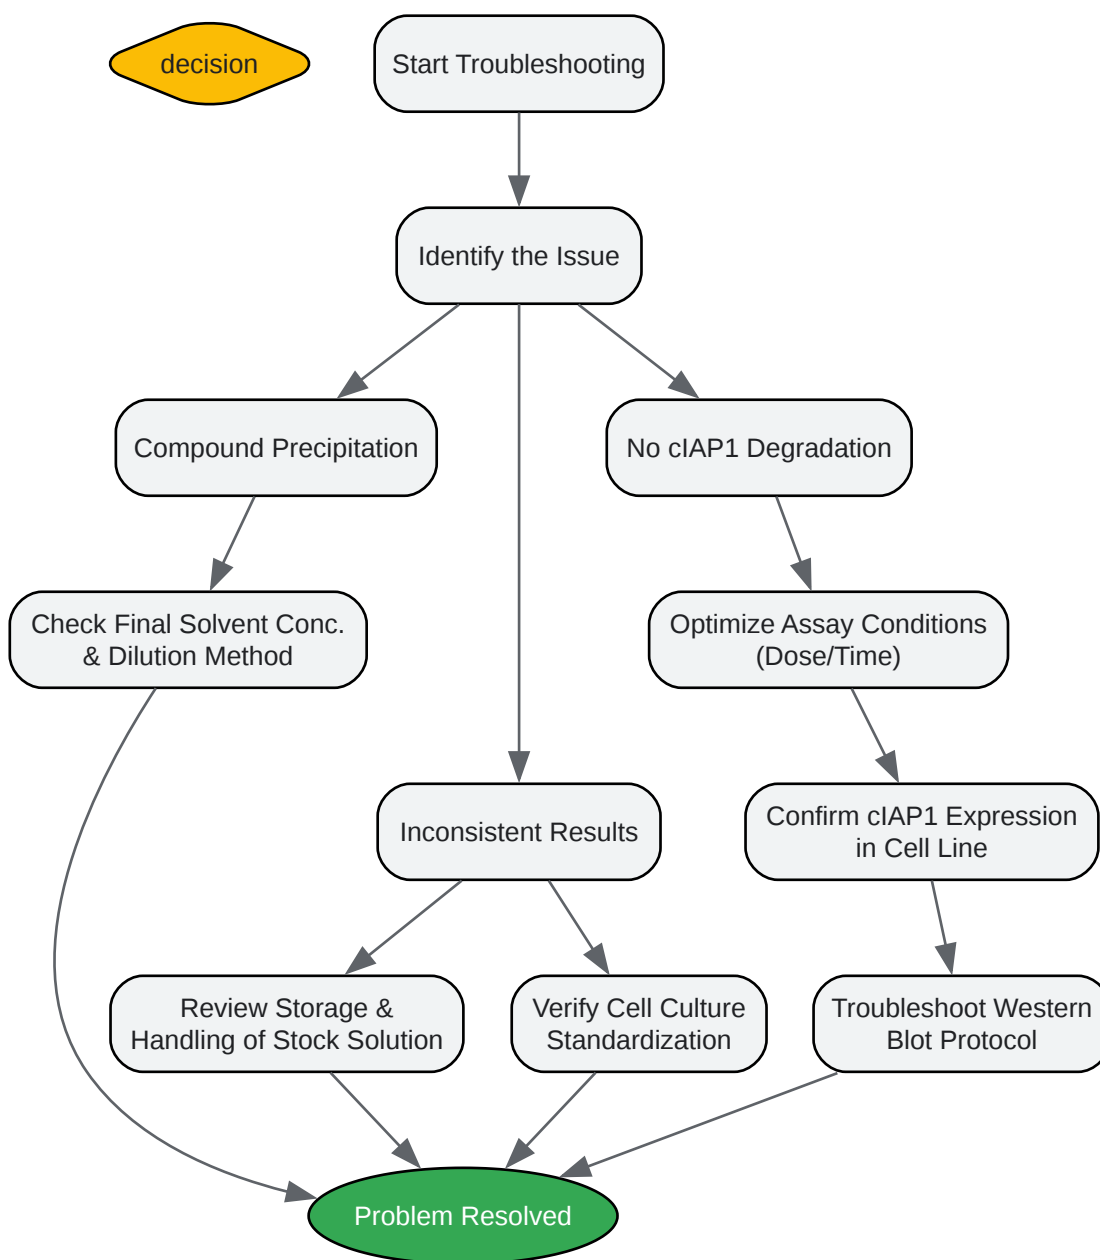 decision
Start Troubleshooting
Identify the Issue
Compound Precipitation
No cIAP1 Degradation
Check Final Solvent Conc.
& Dilution Method
Optimize Assay Conditions
(Dose/Time)
Inconsistent Results
Confirm cIAP1 Expression
in Cell Line
Review Storage &
Handling of Stock Solution
Verify Cell Culture
Standardization
Troubleshoot Western
Blot Protocol
Problem Resolved